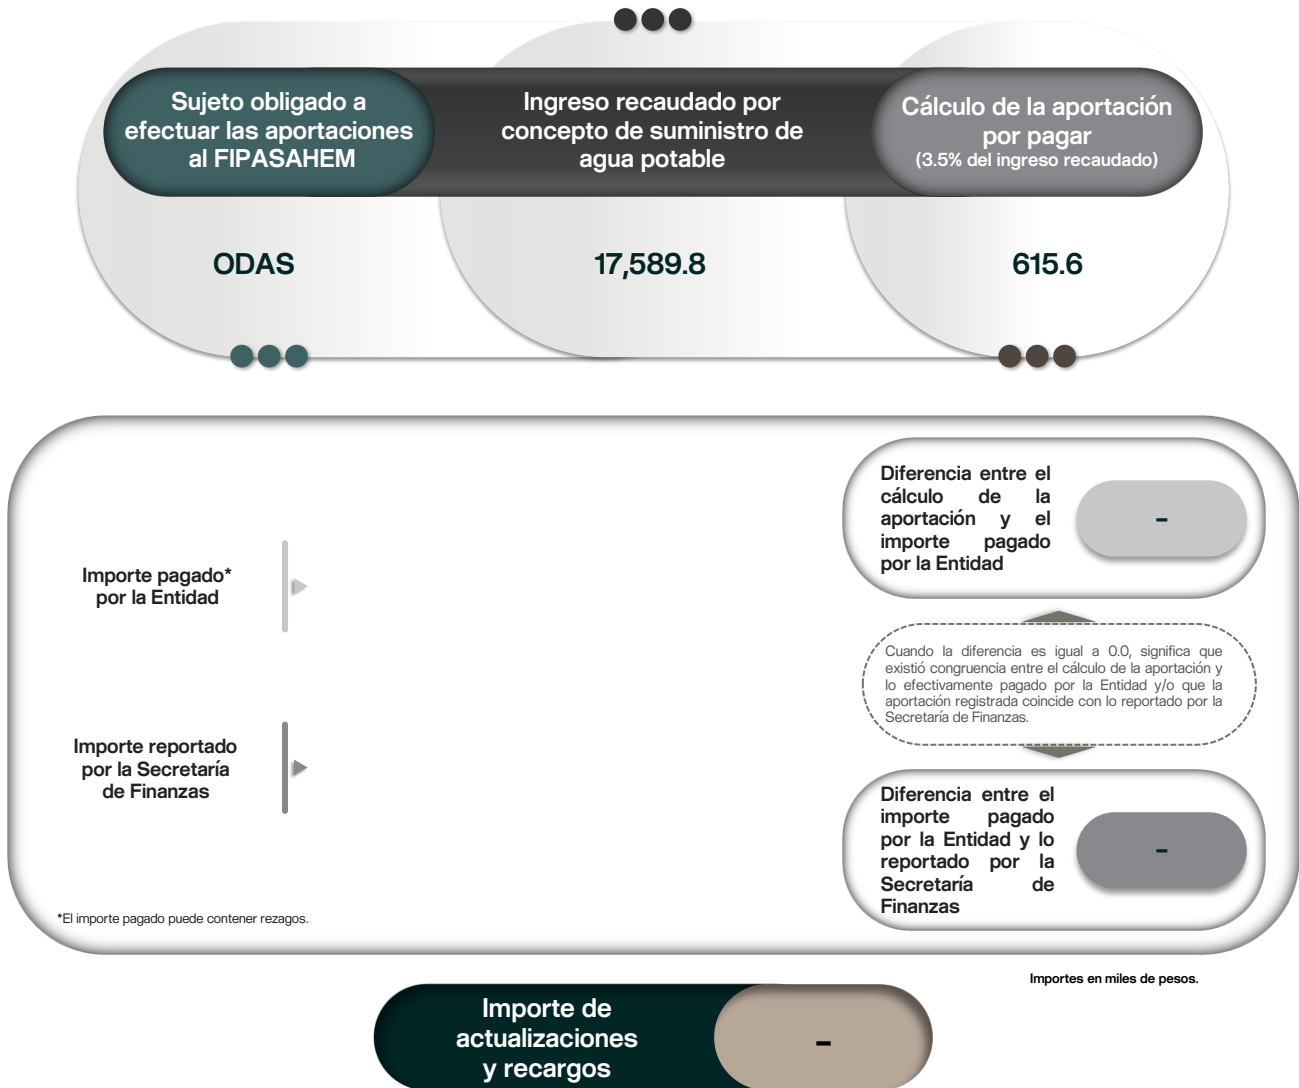 Sujeto obligado a
efectuar las aportaciones
al FIPASAHEM
Ingreso recaudado por
concepto de suministro de
agua potable
Cálculo de la aportación
por pagar
(3.5% del ingreso recaudado)
ODAS
17,589.8
615.6
Importe pagado*
por la Entidad
Importe reportado
por la Secretaría
de Finanzas
Diferencia entre el
cálculo de la
aportación y el
importe pagado
por la Entidad
-
Cuando la diferencia es igual a 0.0, significa que
existió congruencia entre el cálculo de la aportación y
lo efectivamente pagado por la Entidad y/o que la
aportación registrada coincide con lo reportado por la
Secretaría de Finanzas.
Diferencia entre el
importe pagado
por la Entidad y lo
reportado por la
Secretaría de
Finanzas
-
*El importe pagado puede contener rezagos.
Importes en miles de pesos.
Importe de
actualizaciones
y recargos
-